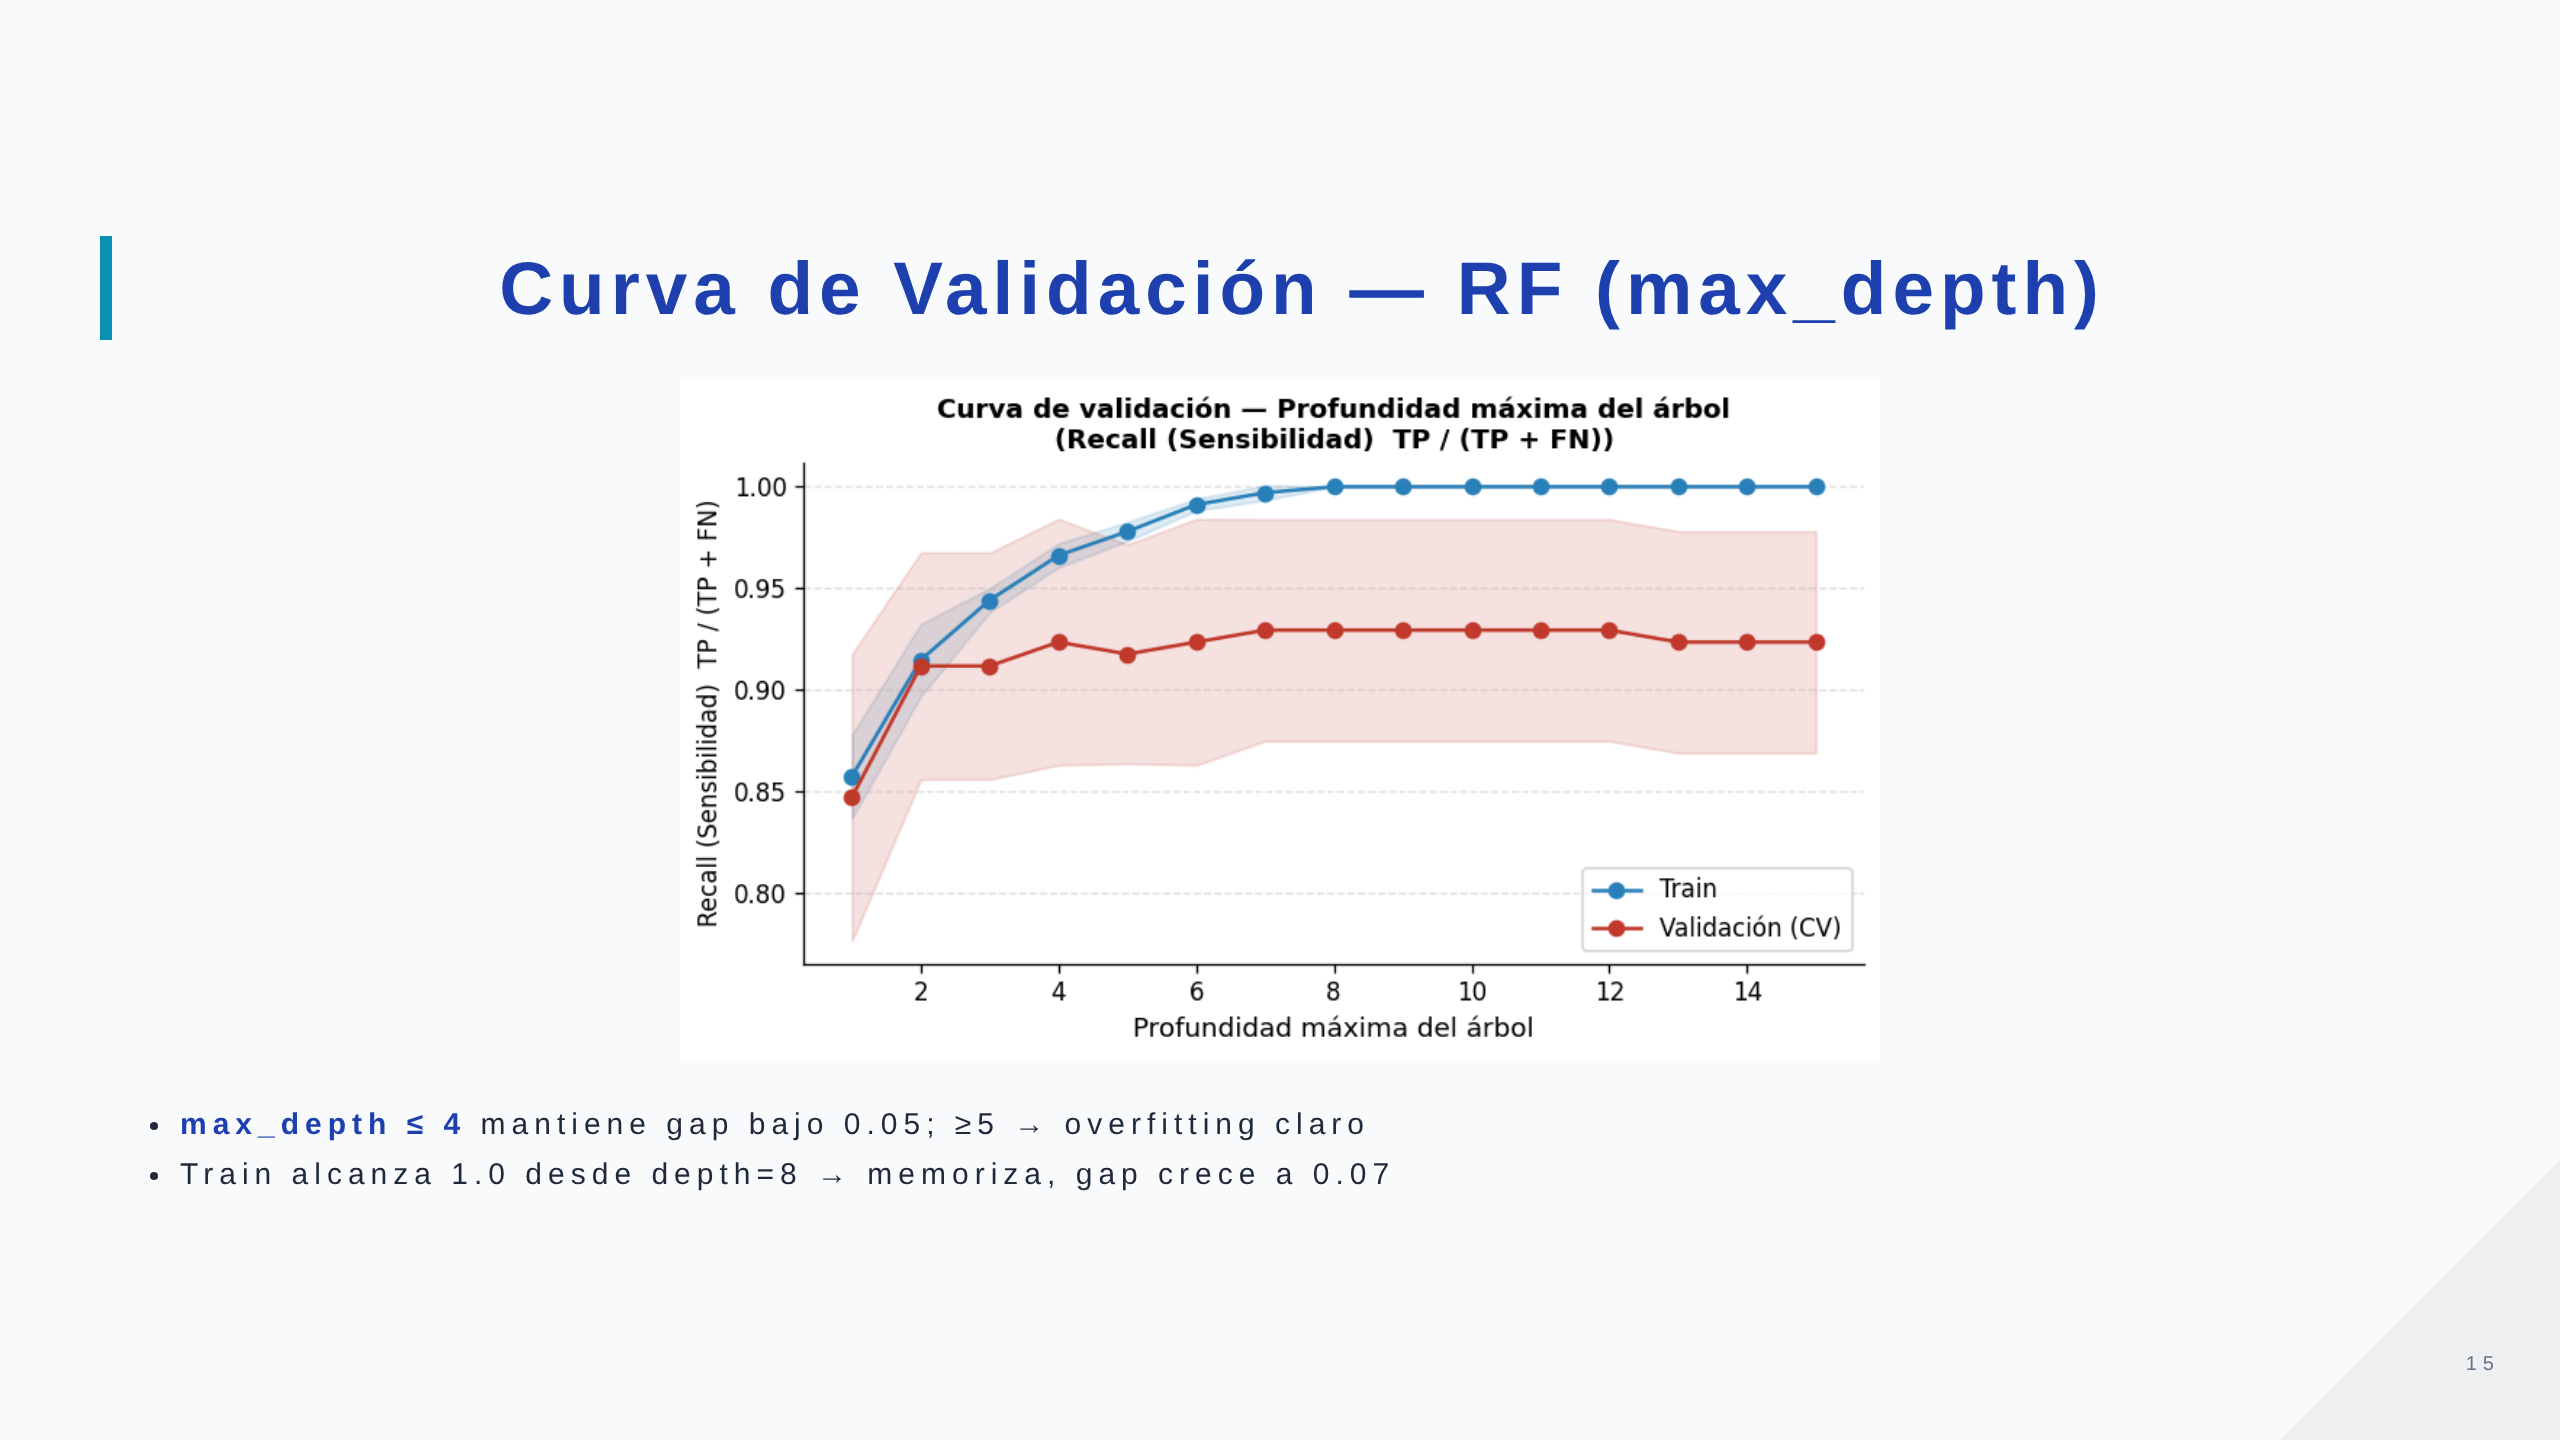 Curva de Validación — RF (max_depth)
Curva de validación — Profundidad máxima del árbol
(Recall (Sensibilidad)  TP / (TP + FN))
Recall (Sensibilidad)  TP / (TP + FN)
1.00
0.95
0.90
0.85
0.80
Train
Validación (CV)
2 4 6 8 10 12 14
Profundidad máxima del árbol
• max_depth ≤ 4 mantiene gap bajo 0.05; ≥5 → overfitting claro
• Train alcanza 1.0 desde depth=8 → memoriza, gap crece a 0.07
15